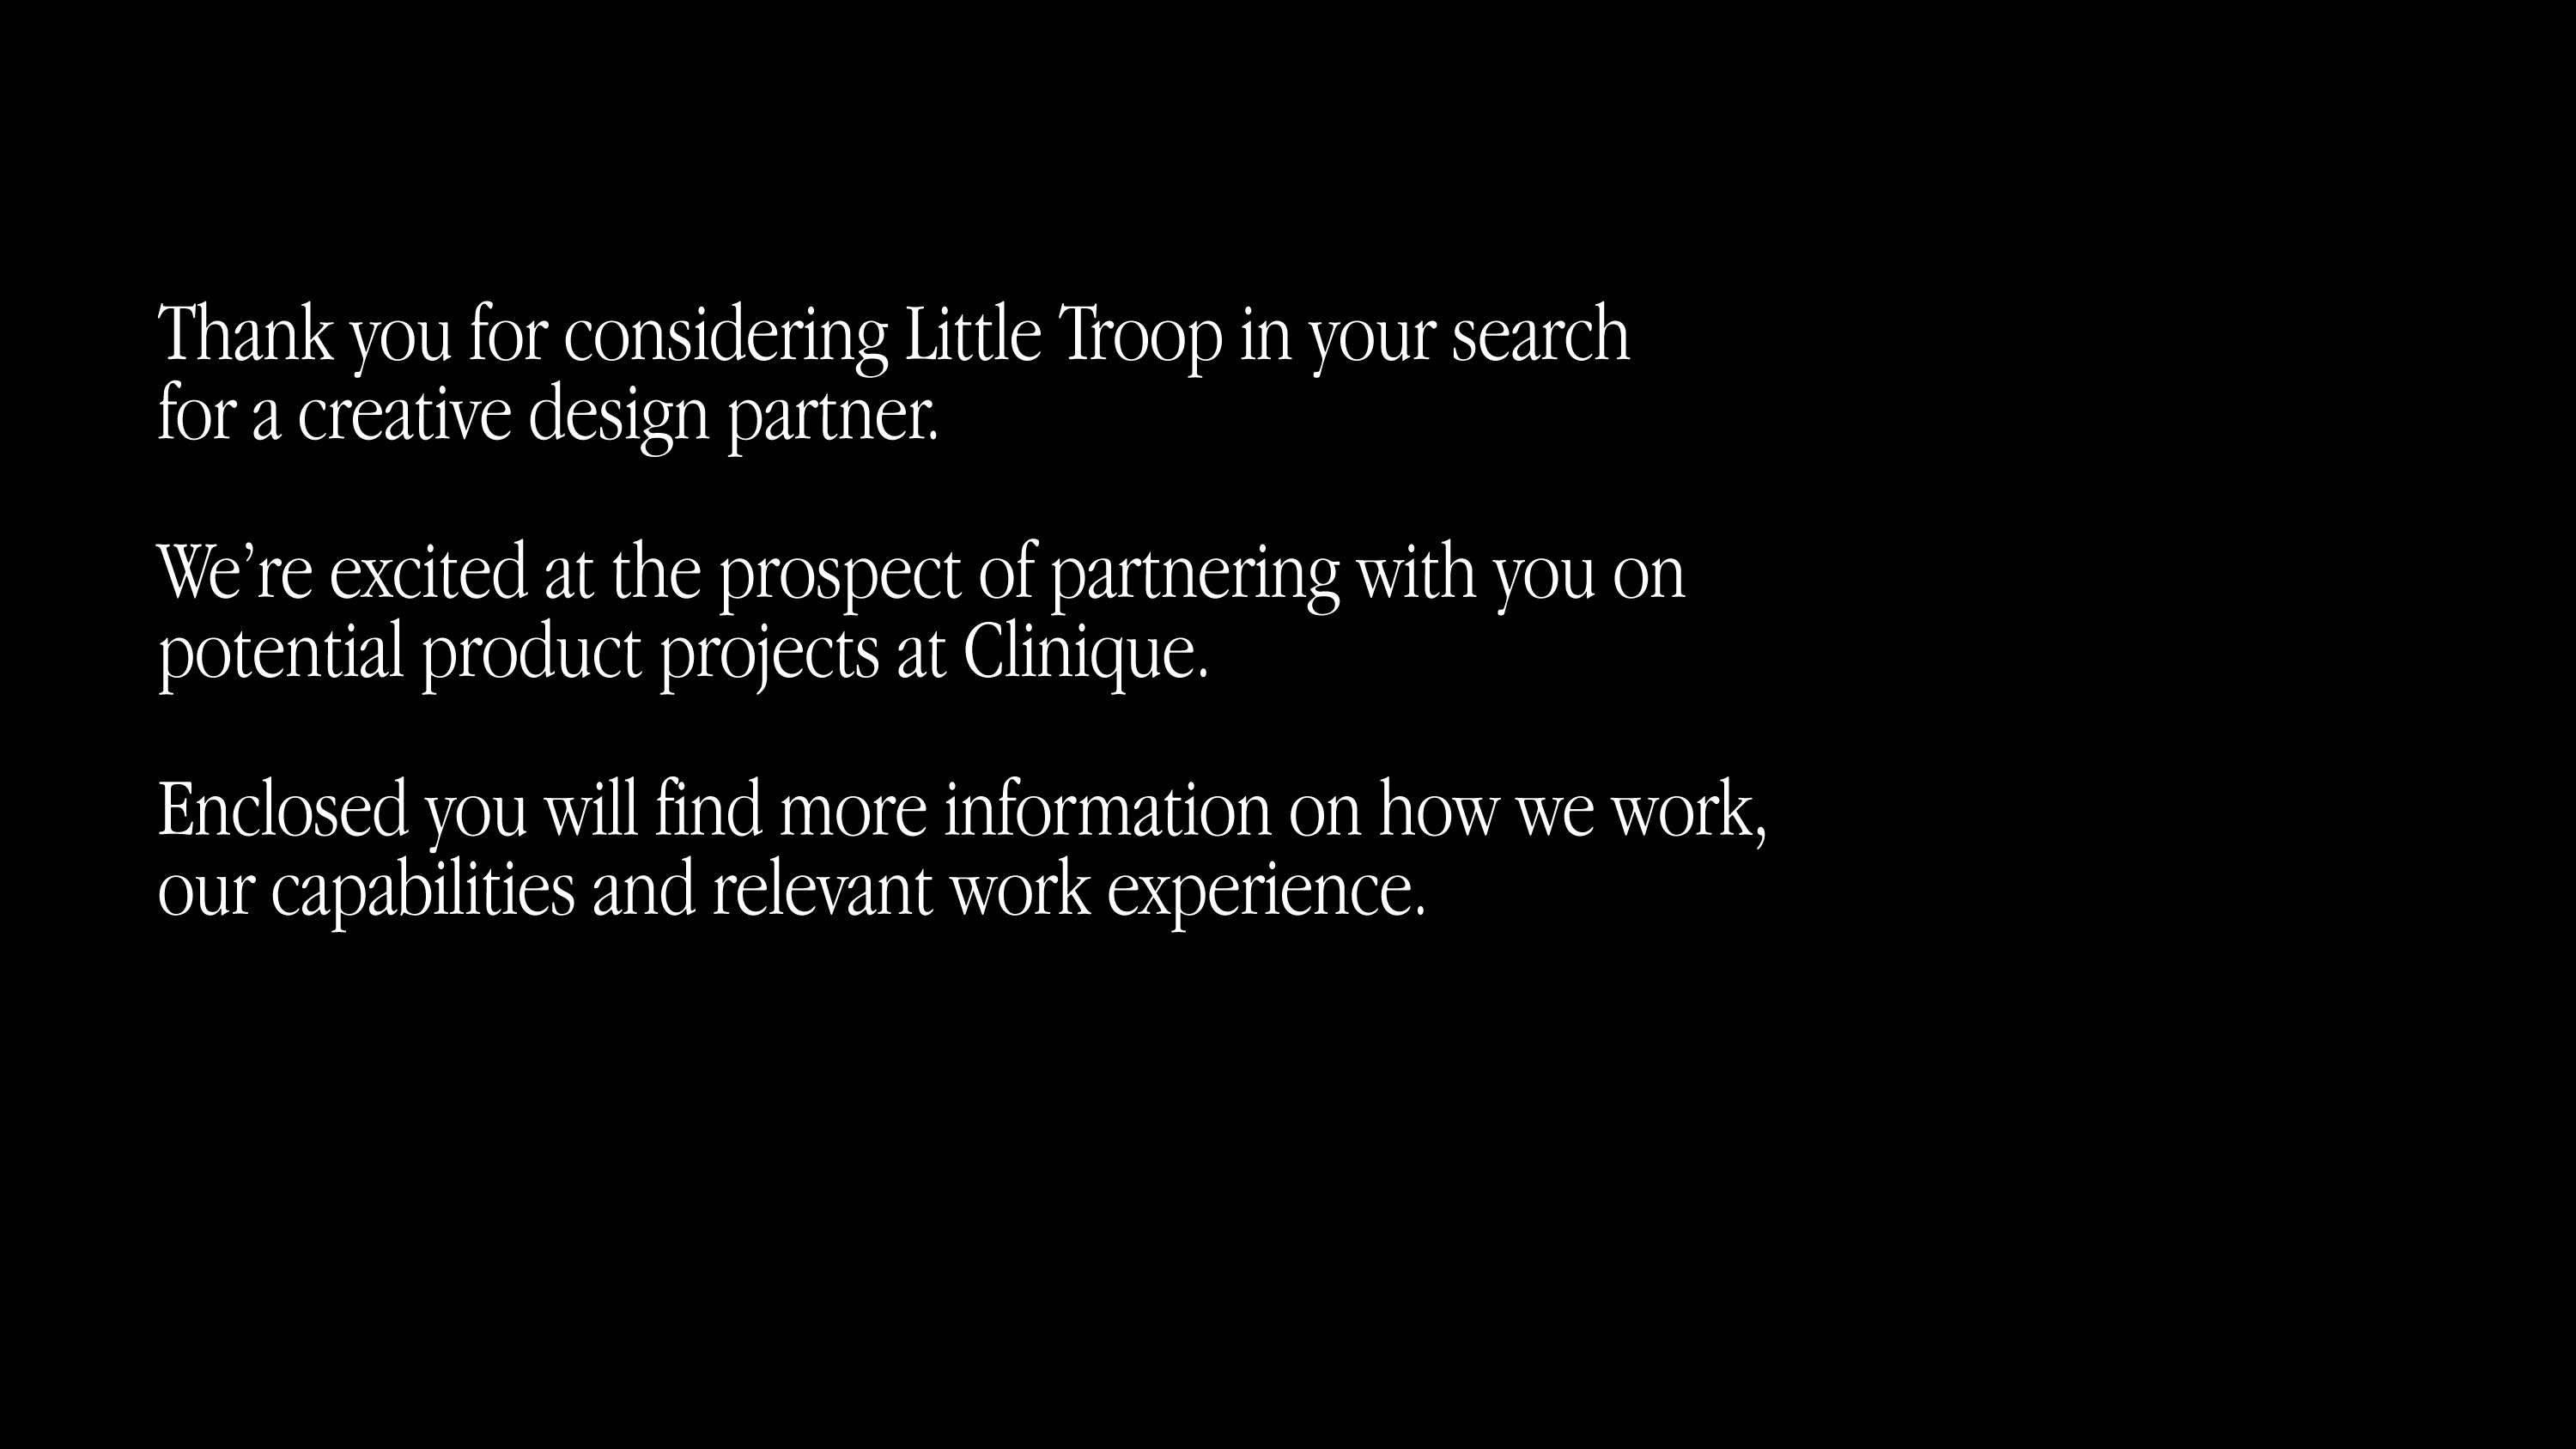 Thank you for considering Little Troop in your search
for a creative design partner.
We’re excited at the prospect of partnering with you on
potential product projects at Clinique.
Enclosed you will find more information on how we work,
our capabilities and relevant work experience.